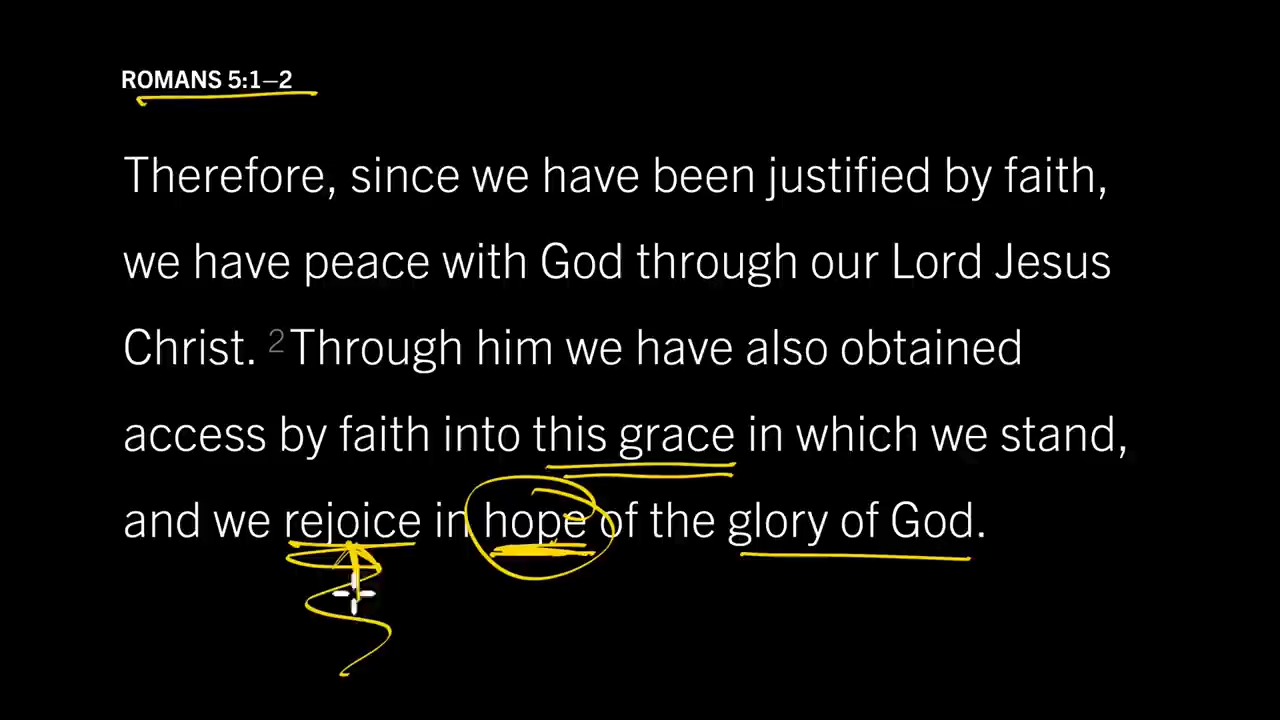 ROMANS 5:1–2
Therefore, since we have been justified by faith,
we have peace with God through our Lord Jesus
Christ. 2 Through him we have also obtained
access by faith into this grace in which we stand,
and we rejoice in hope of the glory of God.